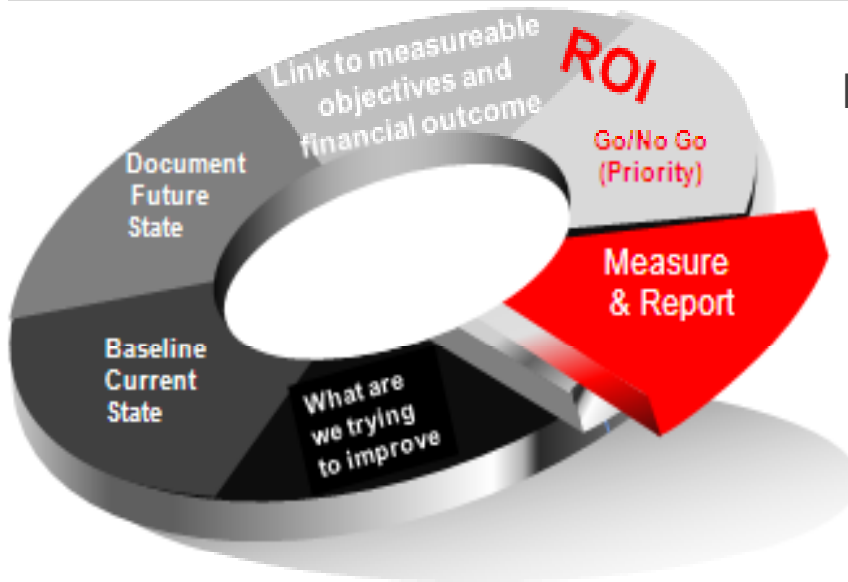 Link to measureable
objectives and
financial outcome
ROI
Go/No Go
(Priority)
Document
Future
State
Measure
& Report
Baseline
Current
State
What are
we trying
to improve